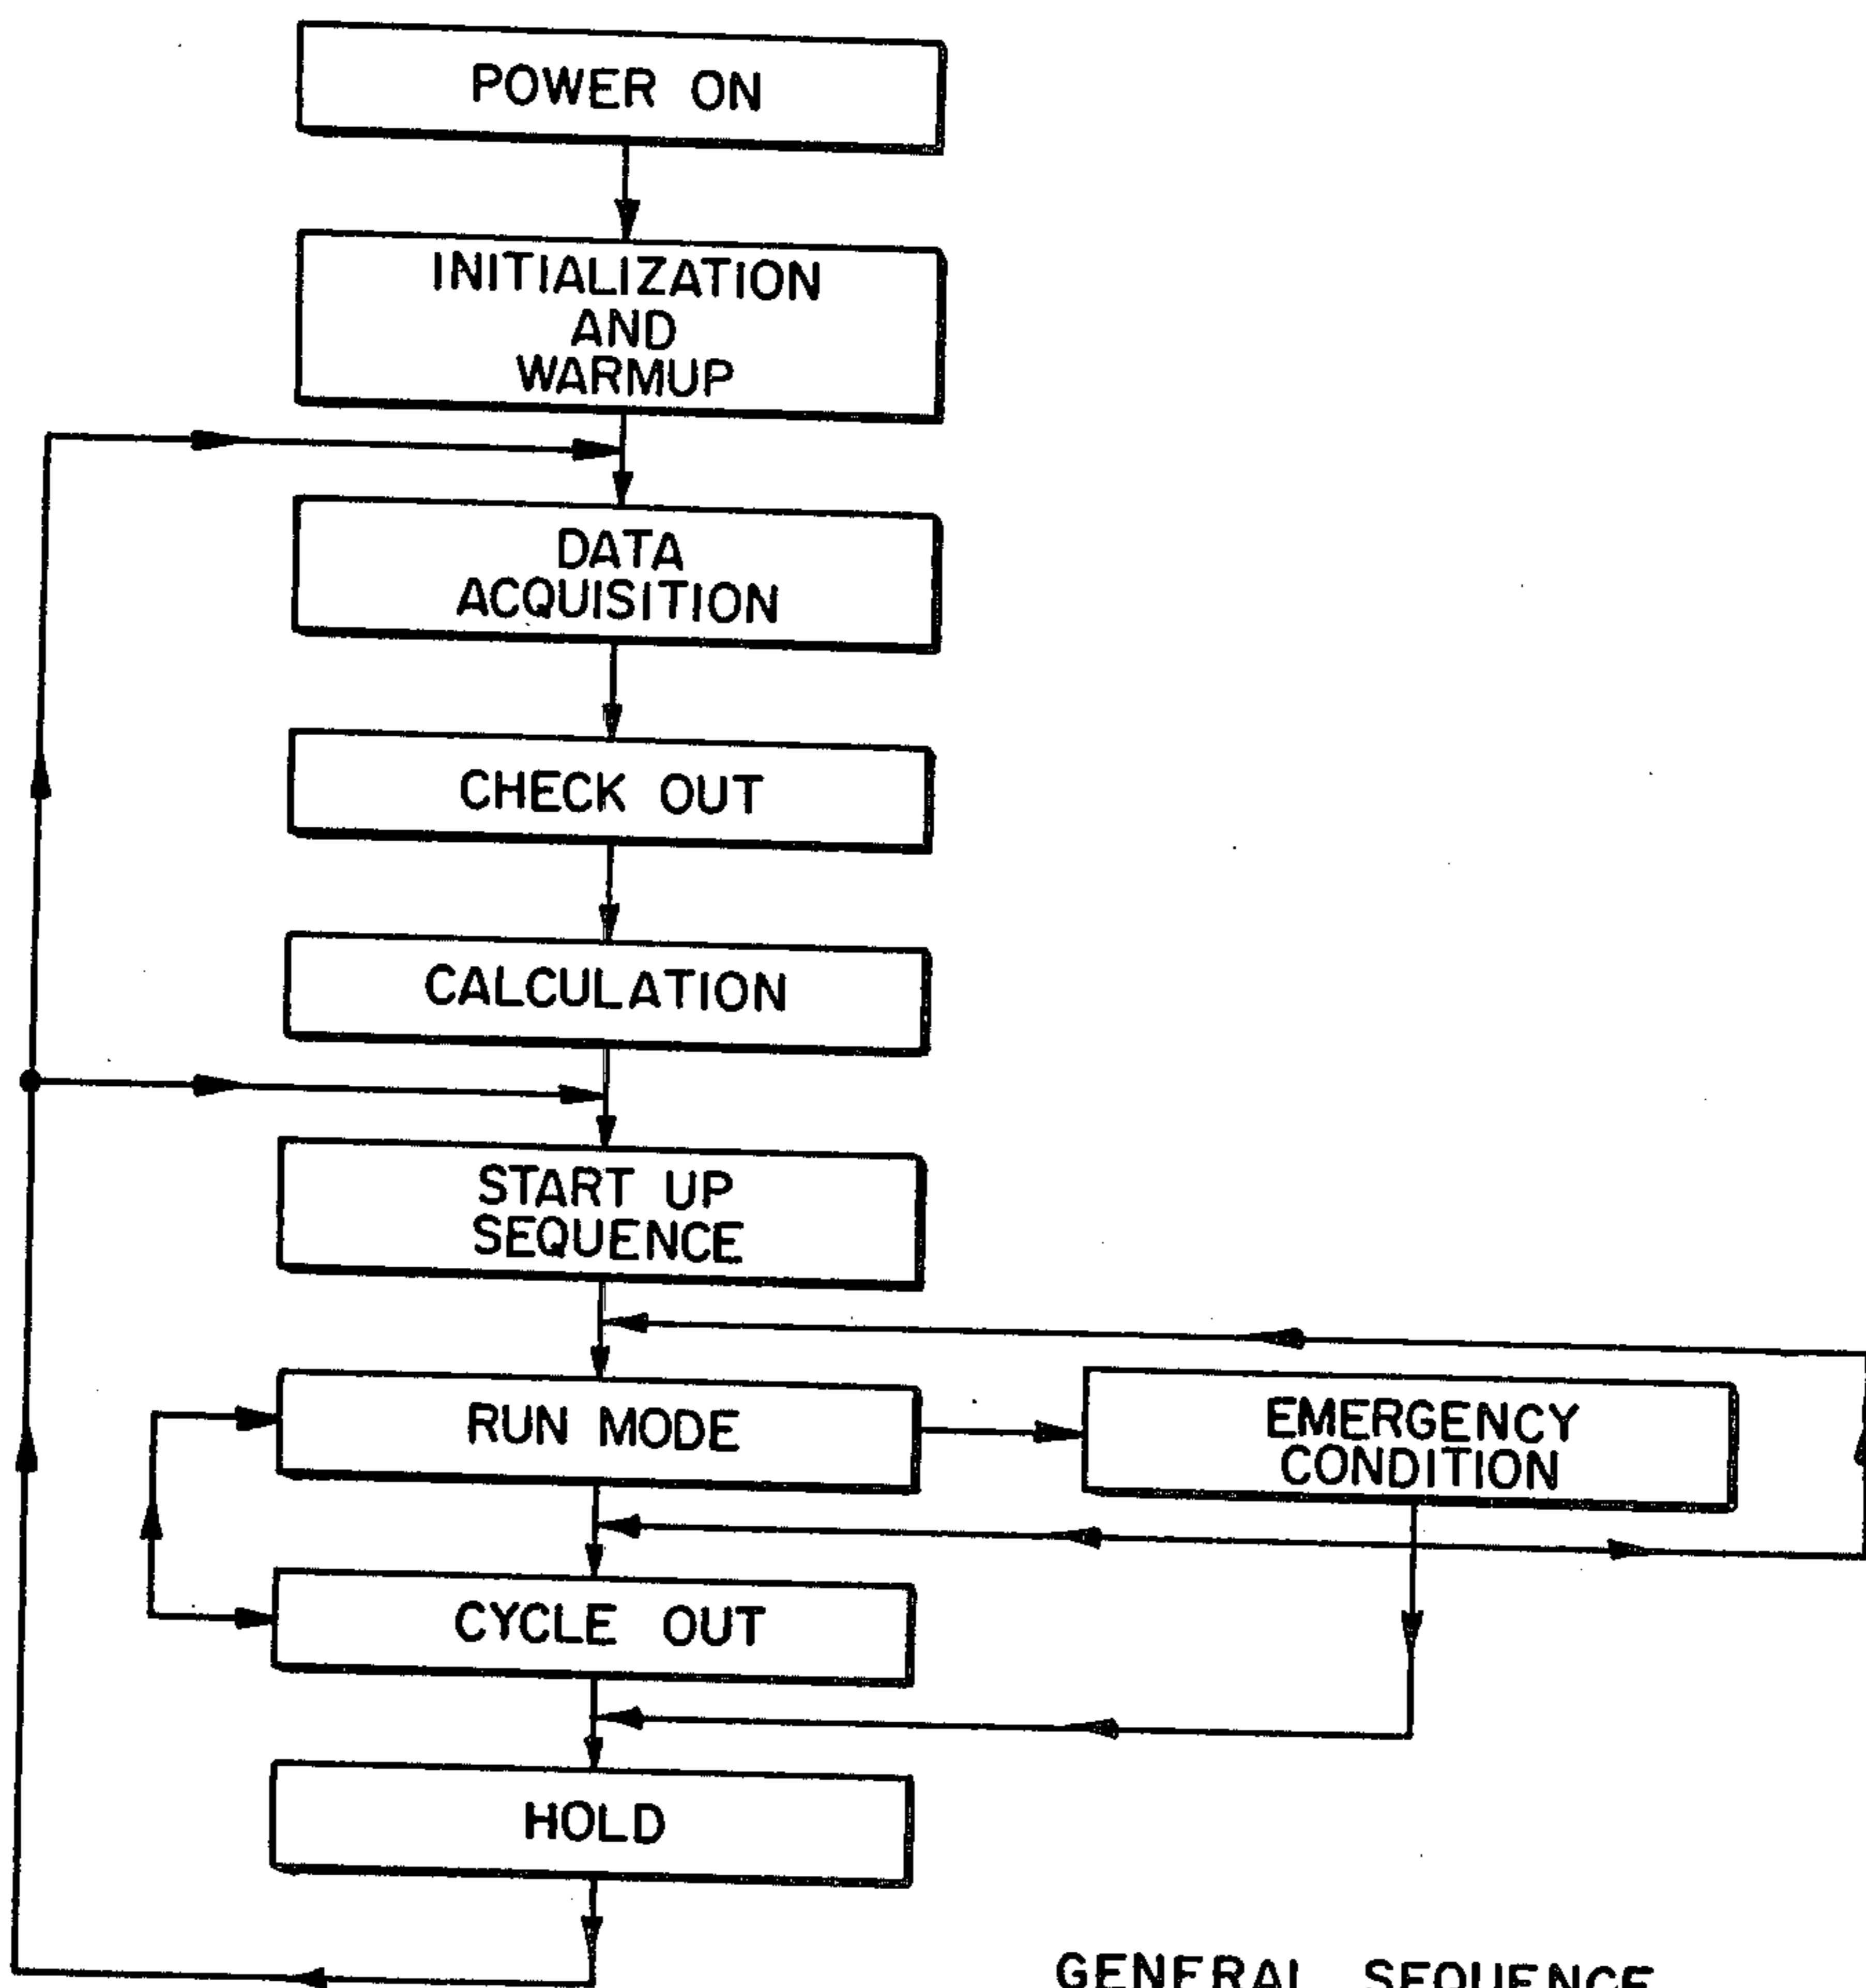 POWER ON
INITIALIZATION
AND
WARMUP
DATA
ACQUISITION
CHECK OUT
CALCULATION
START UP
SEQUENCE
RUN MODE
EMERGENCY
CONDITION
CYCLE OUT
HOLD
GENERAL SEQUENCE